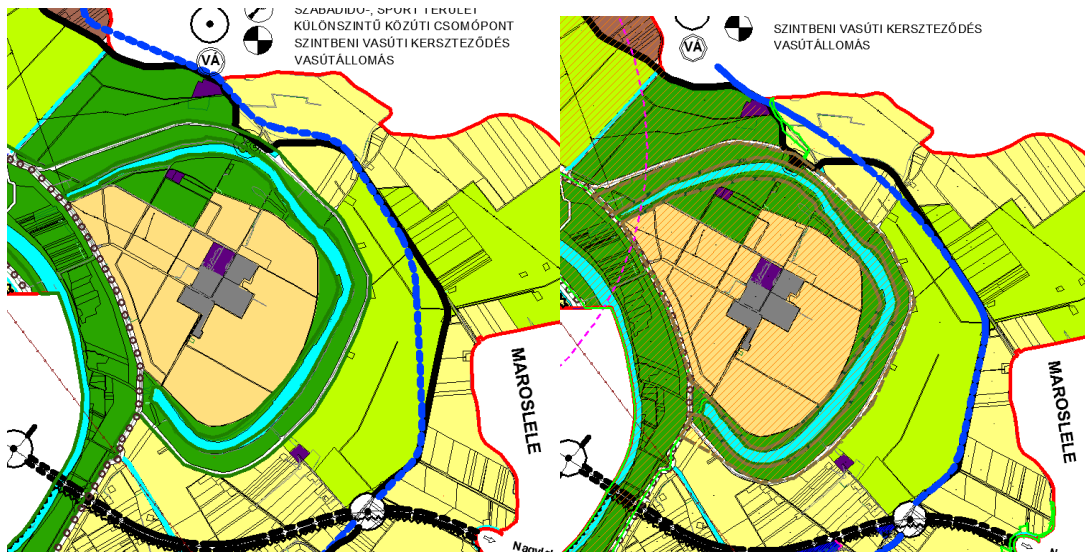 SZABADIDŐ-, SPORT TERÜLET
KÜLÖNSZINTŰ KÖZÚTI CSOMÓPONT
SZINTBENI VASÚTI KERSZTEZŐDÉS
VÁ
VASÚTÁLLOMÁS
MAROSLELE
SZINTBENI VASÚTI KERSZTEZŐDÉS
VÁ
VASÚTÁLLOMÁS
MAROSLELE